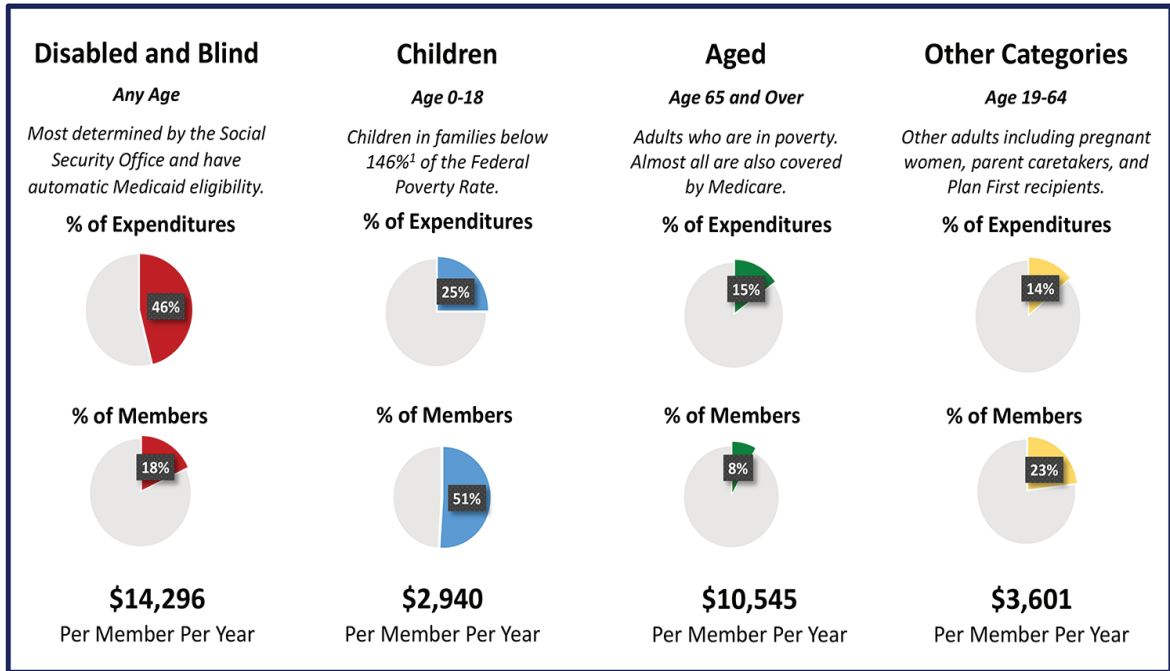 Disabled and Blind
Any Age
Most determined by the Social
Security Office and have
automatic Medicaid eligibility.
% of Expenditures
46%
% of Members
18%
$14,296
Per Member Per Year
Children
Age 0-18
Children in families below
146%¹ of the Federal
Poverty Rate.
% of Expenditures
25%
% of Members
51%
$2,940
Per Member Per Year
Aged
Age 65 and Over
Adults who are in poverty.
Almost all are also covered
by Medicare.
% of Expenditures
15%
% of Members
8%
$10,545
Per Member Per Year
Other Categories
Age 19-64
Other adults including pregnant
women, parent caretakers, and
Plan First recipients.
% of Expenditures
14%
% of Members
23%
$3,601
Per Member Per Year